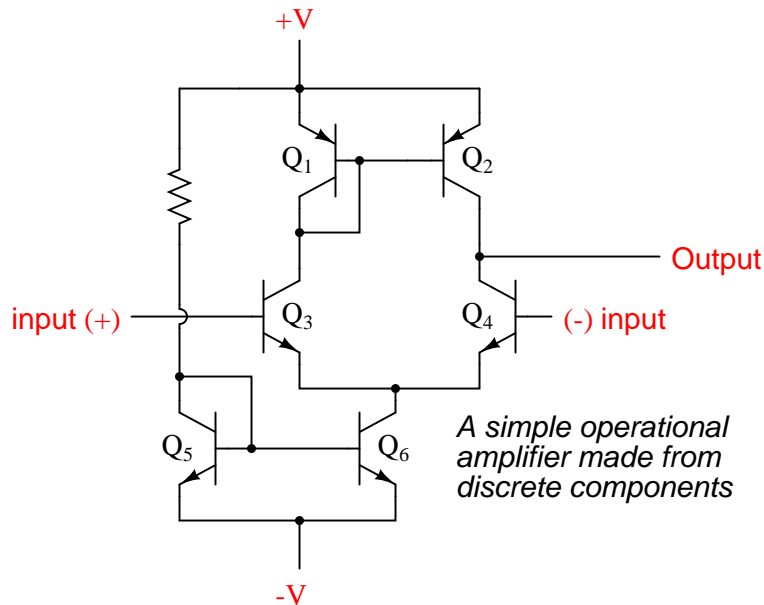 +V
Q1
Q2
Output
input (+)
Q3
Q4
(-) input
Q5
Q6
A simple operational
amplifier made from
discrete components
-V